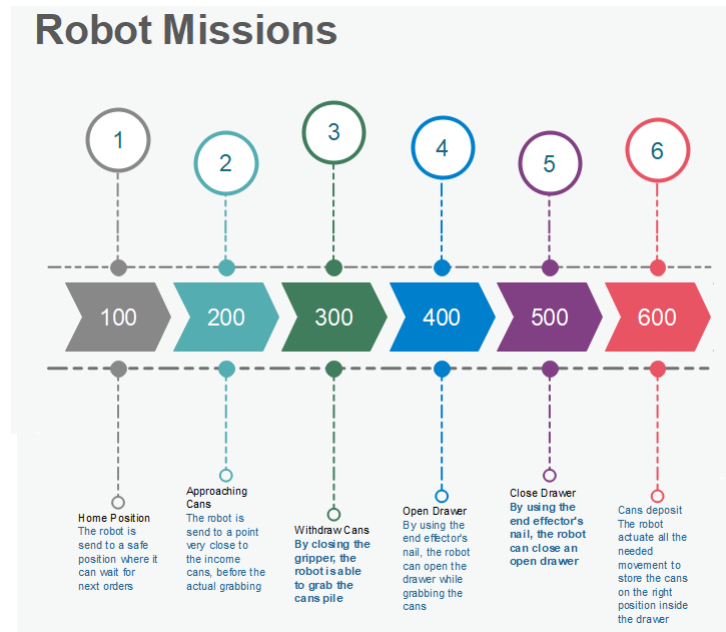 Robot Missions
1
2
3
4
5
6
100
200
300
400
500
600
Home Position
The robot is
send to a safe
position where it
can wait for
next orders
Approaching
Cans
The robot is
send to a point
very close to
the income
cans, before the
actual grabbing
Withdraw Cans
By closing the
gripper, the
robot is able
to grab the
cans pile
Open Drawer
By using the
end effector's
nail, the robot
can open the
drawer while
grabbing the
cans
Close Drawer
By using the
end effector's
nail, the robot
can close an
open drawer
Cans deposit
The robot
actuate all the
needed
movement to
store the cans
on the right
position inside
the drawer